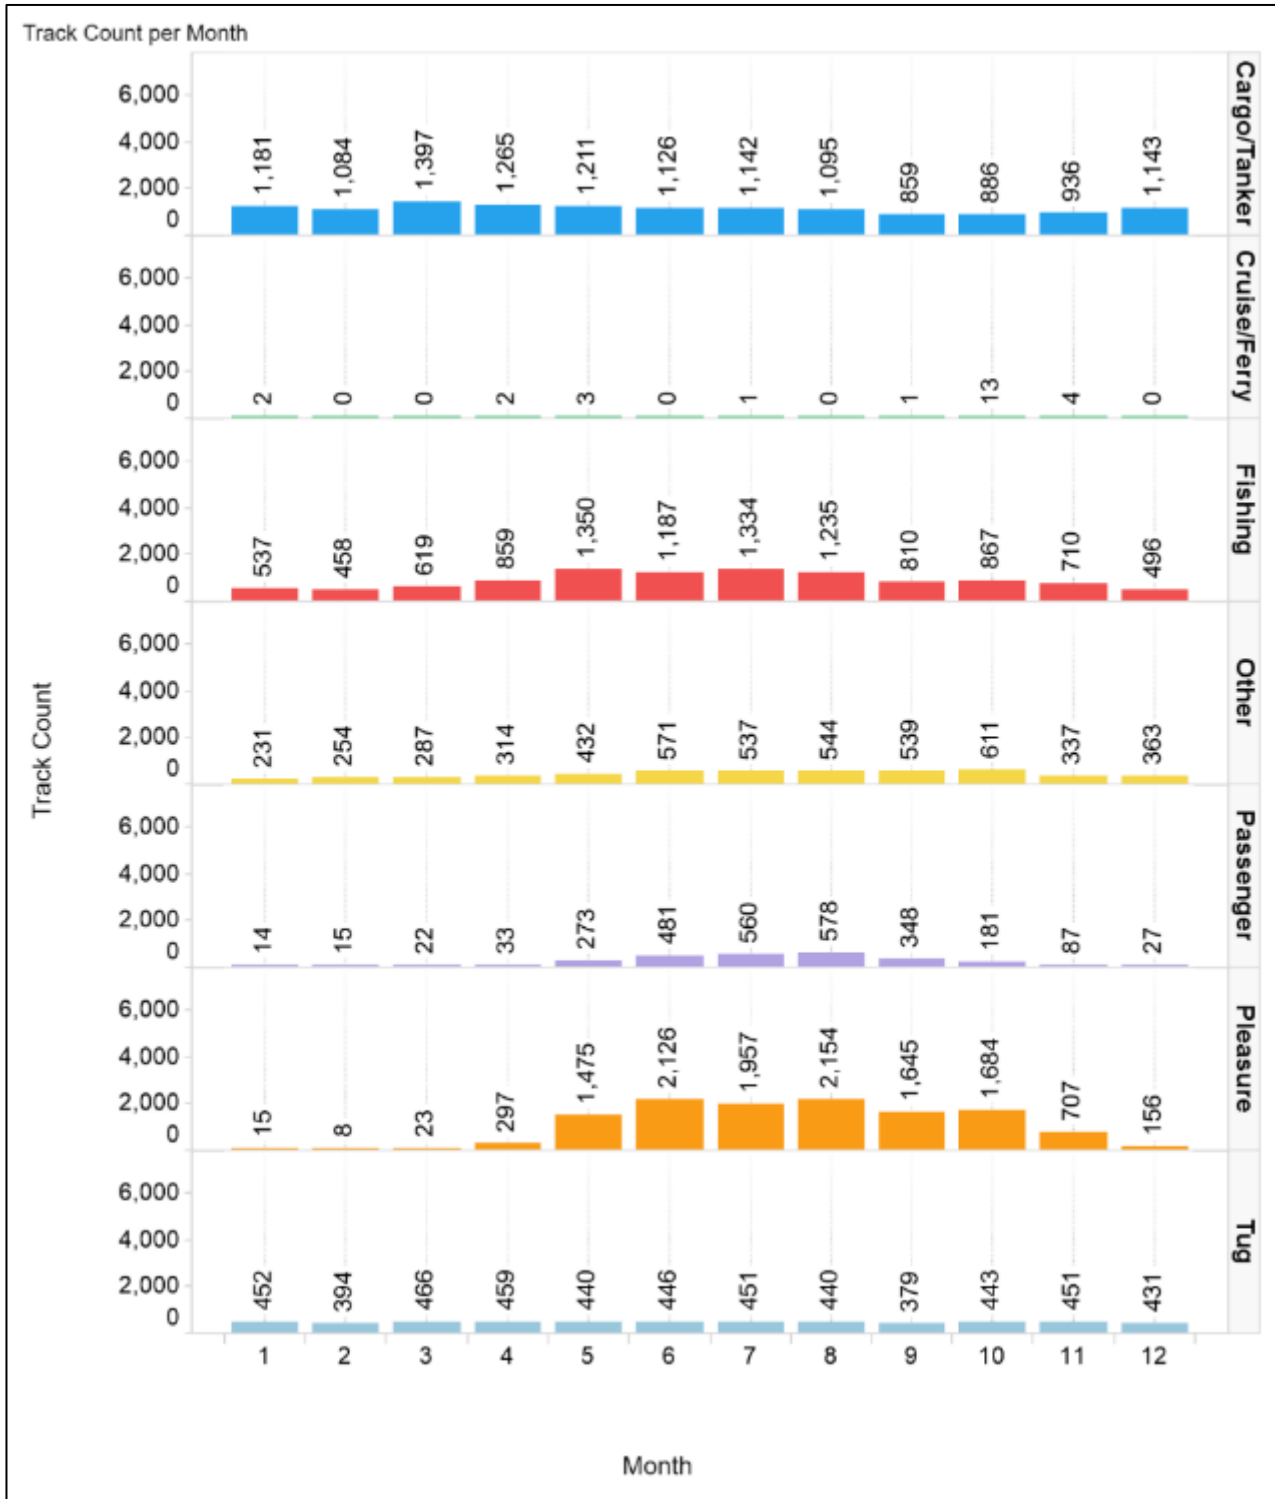 Track Count per Month
Track Count
6,000
4,000
2,000
0
1,181 1,084 1,397 1,265 1,211 1,126 1,142 1,095 859 886 936 1,143
Cargo/Tanker
6,000
4,000
2,000
0
2 0 0 2 3 0 1 0 1 13 4 0
Cruise/Ferry
6,000
4,000
2,000
0
537 458 619 859 1,350 1,187 1,334 1,235 810 867 710 496
Fishing
6,000
4,000
2,000
0
231 254 287 314 432 571 537 544 539 611 337 363
Other
6,000
4,000
2,000
0
14 15 22 33 273 481 560 578 348 181 87 27
Passenger
6,000
4,000
2,000
0
15 8 23 297 1,475 2,126 1,957 2,154 1,645 1,684 707 156
Pleasure
6,000
4,000
2,000
0
452 394 466 459 440 446 451 440 379 443 451 431
Tug
1 2 3 4 5 6 7 8 9 10 11 12
Month